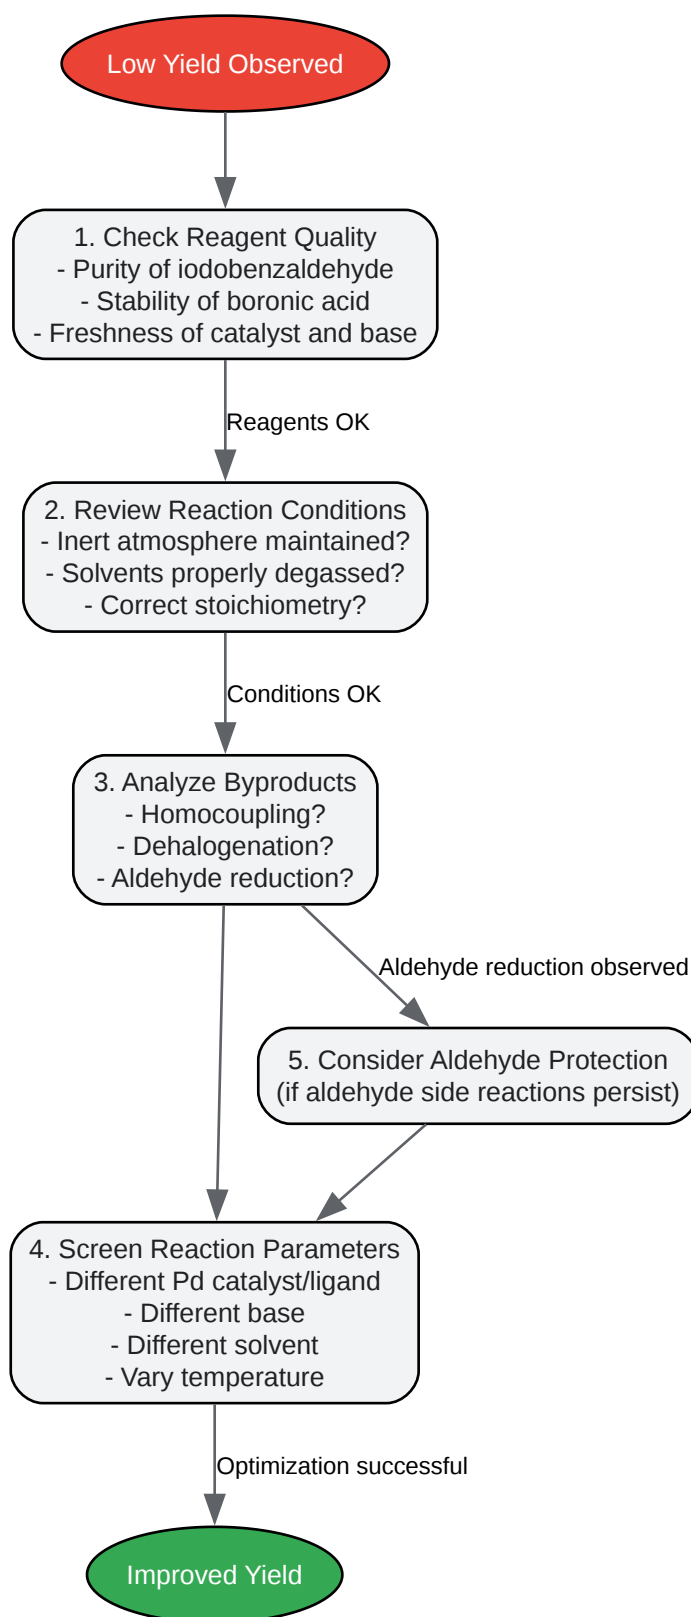 Low Yield Observed
1. Check Reagent Quality
- Purity of iodobenzaldehyde
- Stability of boronic acid
- Freshness of catalyst and base
Reagents OK
2. Review Reaction Conditions
- Inert atmosphere maintained?
- Solvents properly degassed?
- Correct stoichiometry?
Conditions OK
3. Analyze Byproducts
- Homocoupling?
- Dehalogenation?
- Aldehyde reduction?
Aldehyde reduction observed
5. Consider Aldehyde Protection
(if aldehyde side reactions persist)
4. Screen Reaction Parameters
- Different Pd catalyst/ligand
- Different base
- Different solvent
- Vary temperature
Optimization successful
Improved Yield